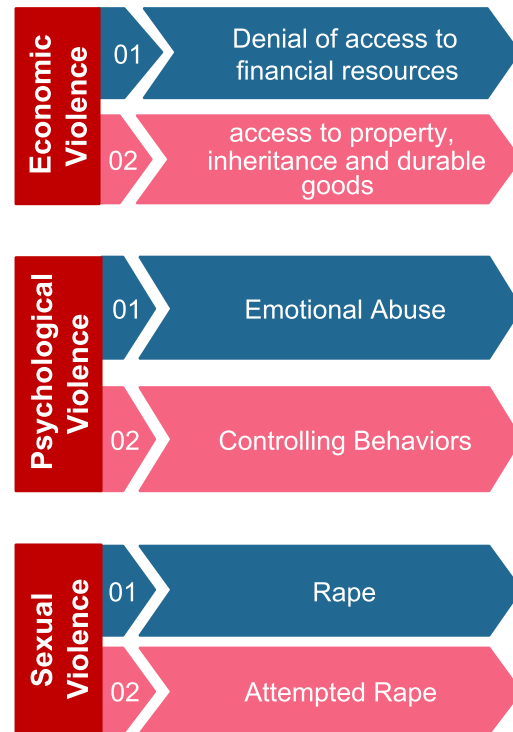 Economic
Violence
01
Denial of access to
financial resources
02
access to property,
inheritance and durable
goods
Psychological
Violence
01
Emotional Abuse
02
Controlling Behaviors
Sexual
Violence
01
Rape
02
Attempted Rape